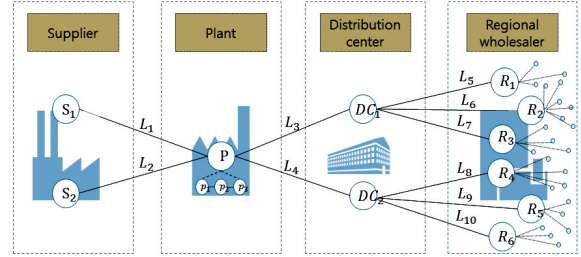 Supplier
Plant
Distribution
center
Regional
wholesaler
S₁
S₂
L₁
L₂
P
p₁
p₂
p₃
L₃
L₄
DC₁
DC₂
L₅
L₆
L₇
L₈
L₉
L₁₀
R₁
R₂
R₃
R₄
R₅
R₆